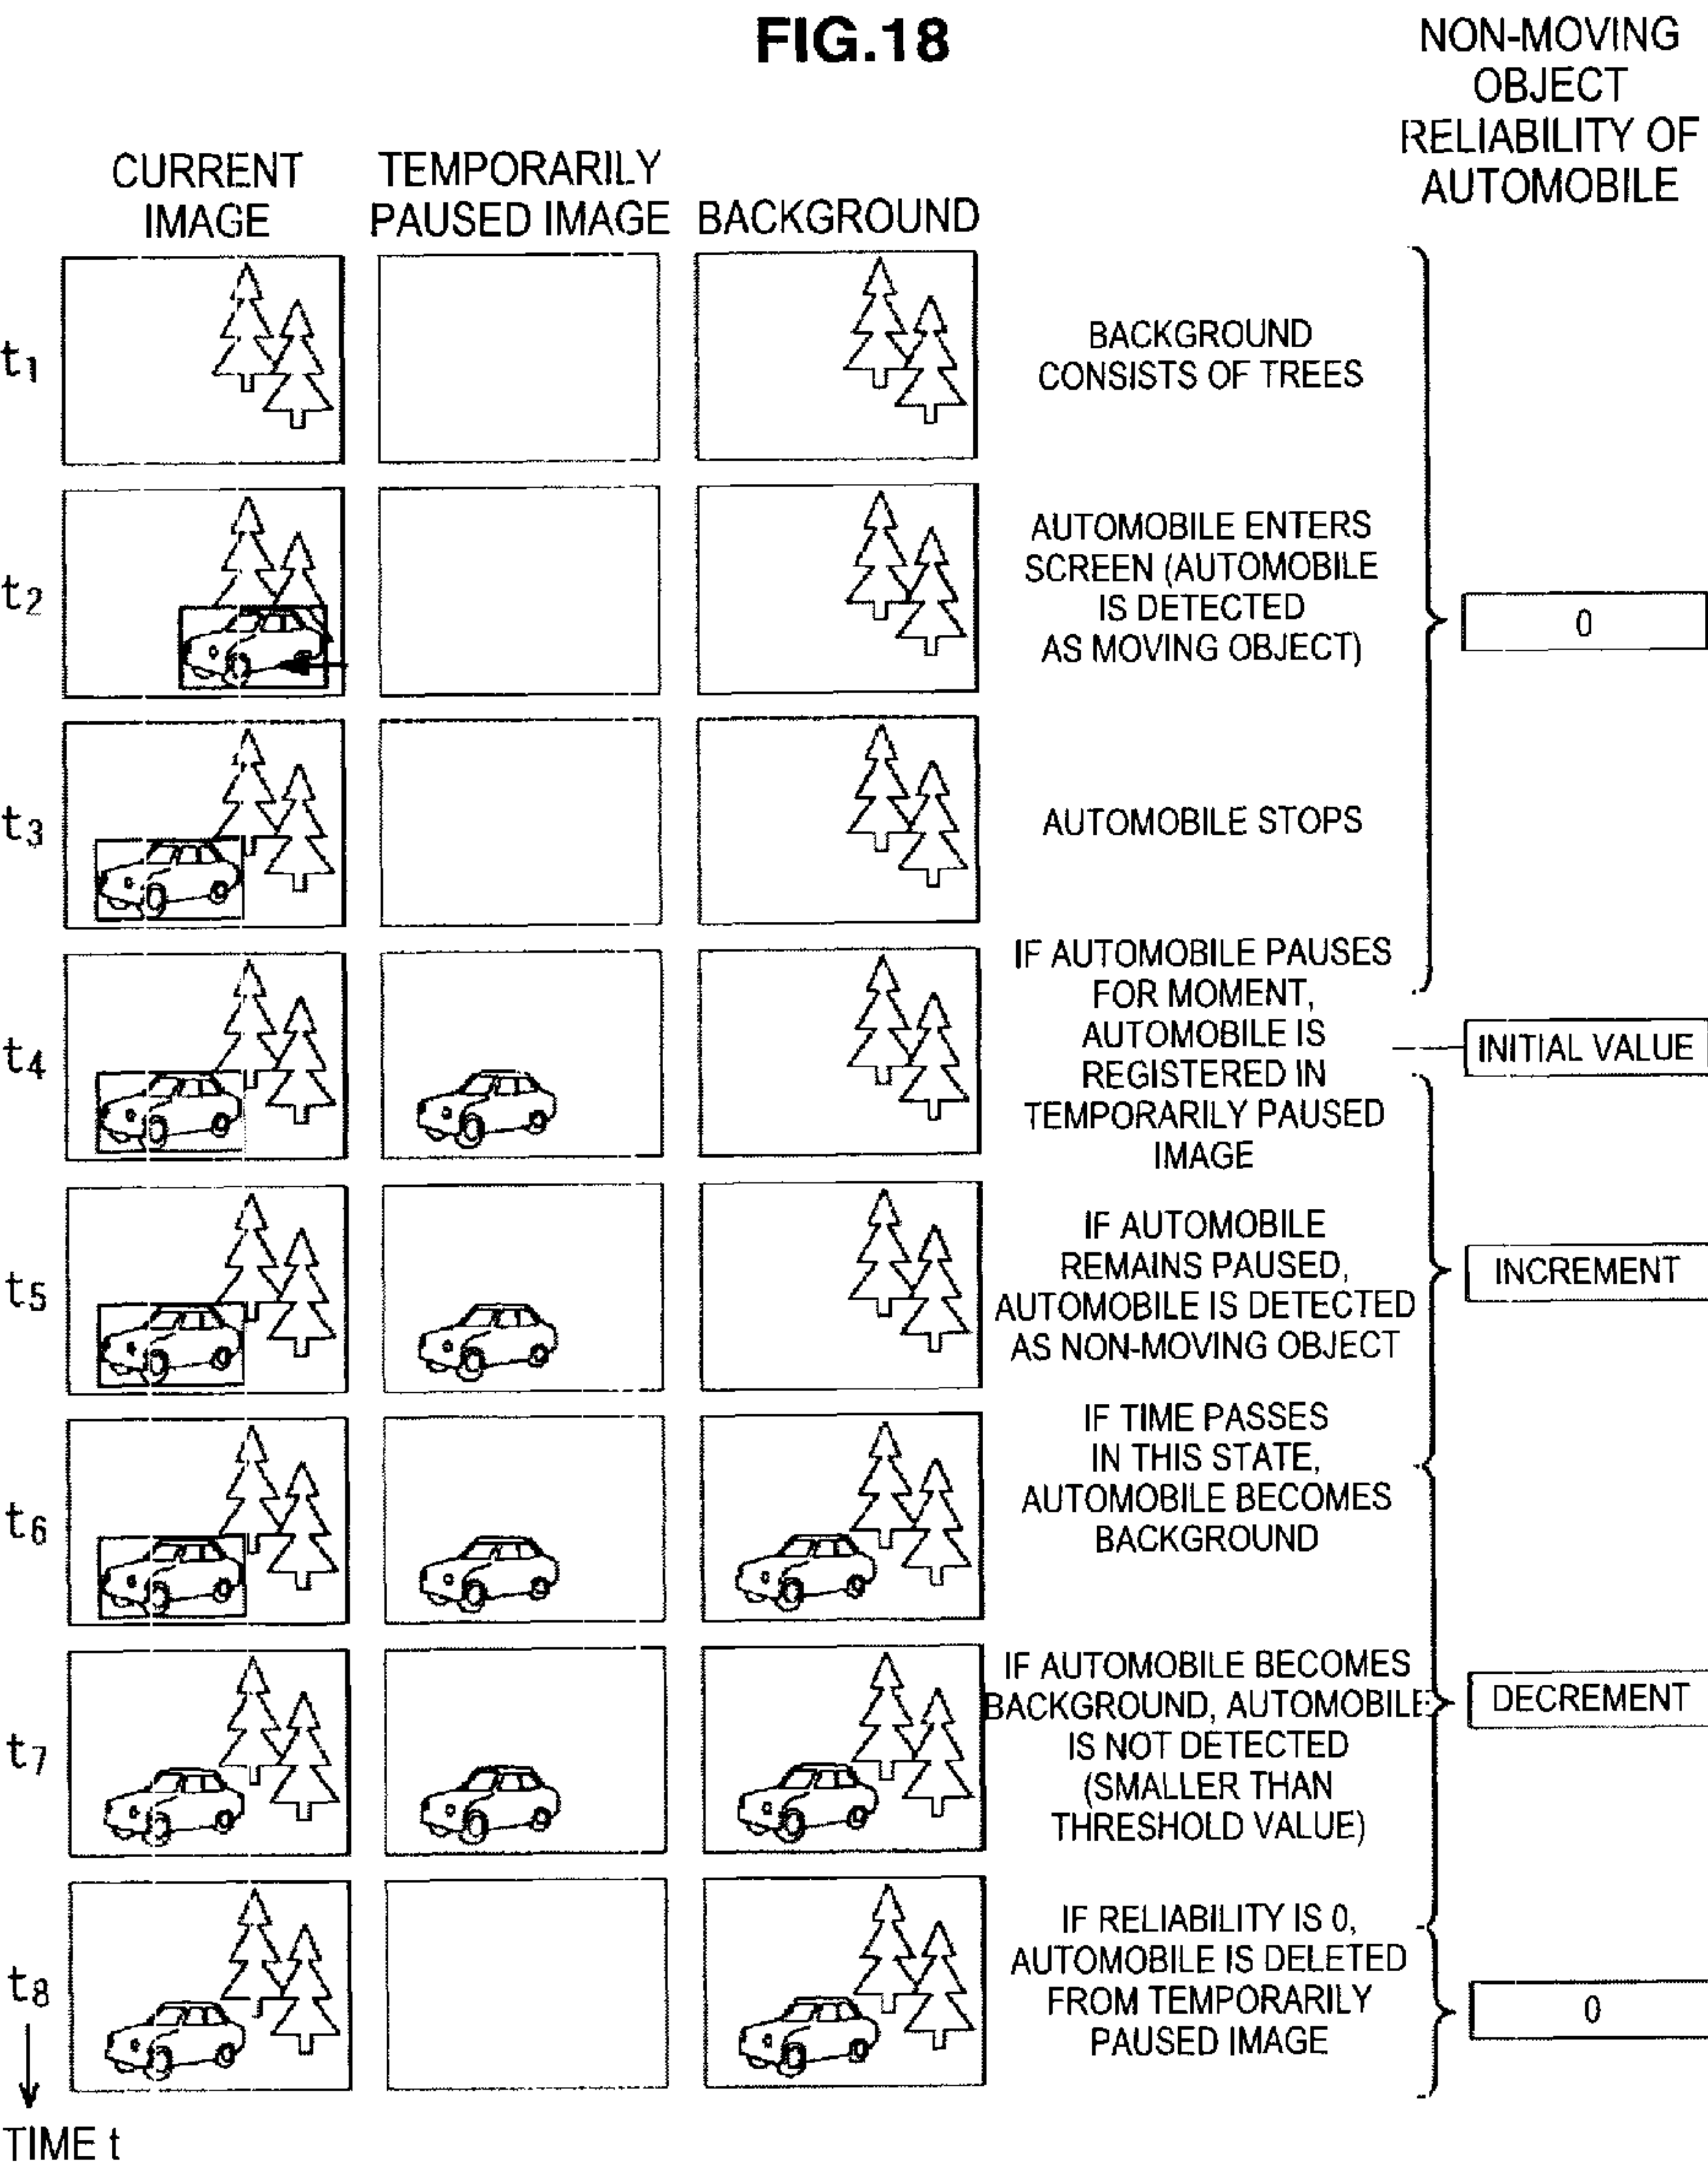 FIG.18
NON-MOVING
OBJECT
RELIABILITY OF
AUTOMOBILE
CURRENT
IMAGE
TEMPORARILY
PAUSED IMAGE
BACKGROUND
t1
BACKGROUND
CONSISTS OF TREES
t2
AUTOMOBILE ENTERS
SCREEN (AUTOMOBILE
IS DETECTED
AS MOVING OBJECT)
0
t3
AUTOMOBILE STOPS
t4
IF AUTOMOBILE PAUSES
FOR MOMENT,
AUTOMOBILE IS
REGISTERED IN
TEMPORARILY PAUSED
IMAGE
INITIAL VALUE
t5
IF AUTOMOBILE
REMAINS PAUSED,
AUTOMOBILE IS DETECTED
AS NON-MOVING OBJECT
INCREMENT
t6
IF TIME PASSES
IN THIS STATE,
AUTOMOBILE BECOMES
BACKGROUND
t7
IF AUTOMOBILE BECOMES
BACKGROUND, AUTOMOBILE
IS NOT DETECTED
(SMALLER THAN
THRESHOLD VALUE)
DECREMENT
t8
IF RELIABILITY IS 0,
AUTOMOBILE IS DELETED
FROM TEMPORARILY
PAUSED IMAGE
0
TIME t